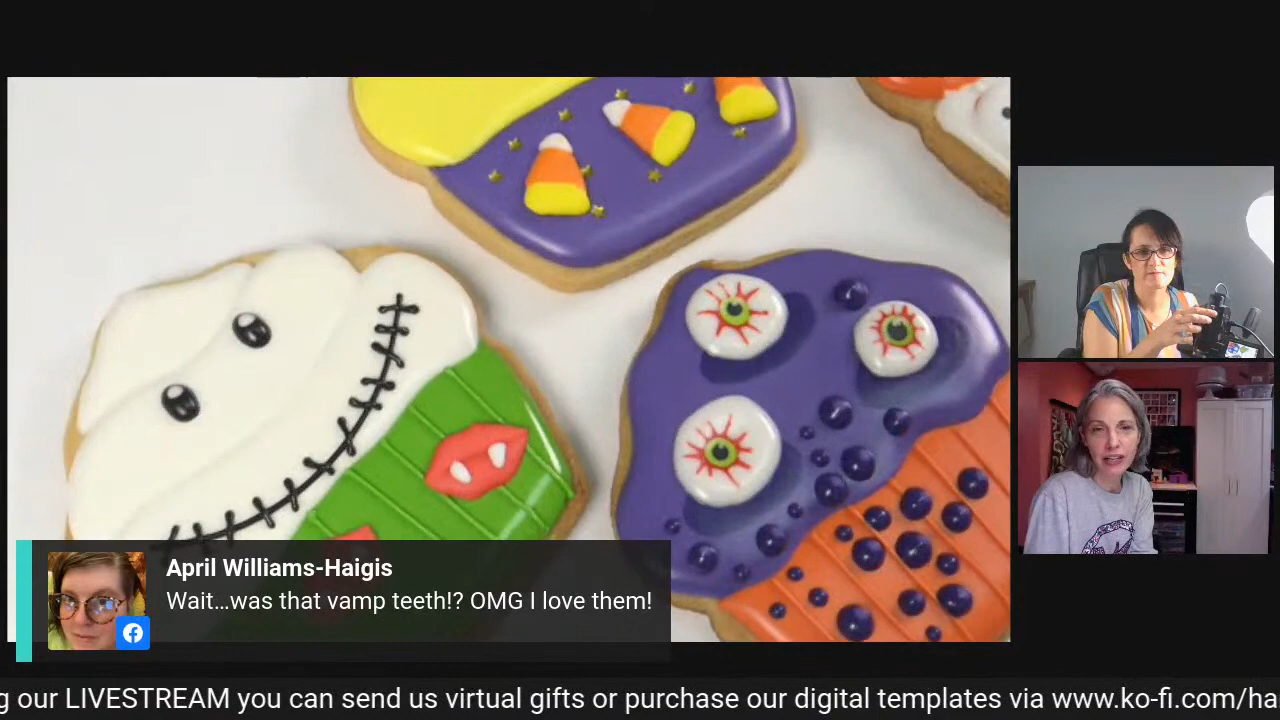 April Williams-Haigis
Wait...was that vamp teeth!? OMG I love them!
g our LIVESTREAM you can send us virtual gifts or purchase our digital templates via www.ko-fi.com/ha